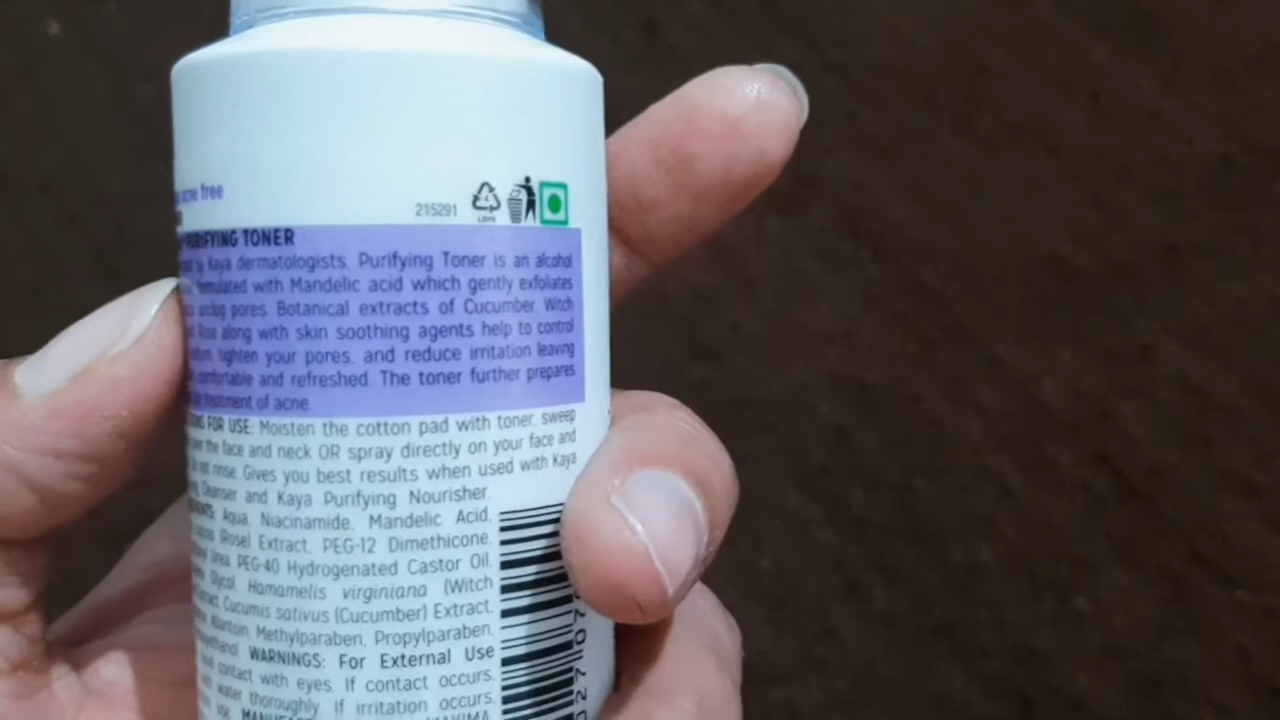 acne free
215291
LDPE
PURIFYING TONER
by Kaya dermatologists, Purifying Toner is an alcohol
formulated with Mandelic acid which gently exfoliates
unclog pores. Botanical extracts of Cucumber, Witch
Rose along with skin soothing agents help to control
tighten your pores, and reduce irritation leaving
comfortable and refreshed. The toner further prepares
treatment of acne.
FOR USE: Moisten the cotton pad with toner, sweep
the face and neck OR spray directly on your face and
not rinse. Gives you best results when used with Kaya
Cleanser and Kaya Purifying Nourisher.
Aqua, Niacinamide, Mandelic Acid,
(Rose) Extract, PEG-12 Dimethicone,
Urea, PEG-40 Hydrogenated Castor Oil,
Glycol, Hamamelis virginiana (Witch
Cucumis sativus (Cucumber) Extract,
Allantoin, Methylparaben, Propylparaben,
WARNINGS: For External Use
contact with eyes. If contact occurs,
water thoroughly. If irritation occurs,